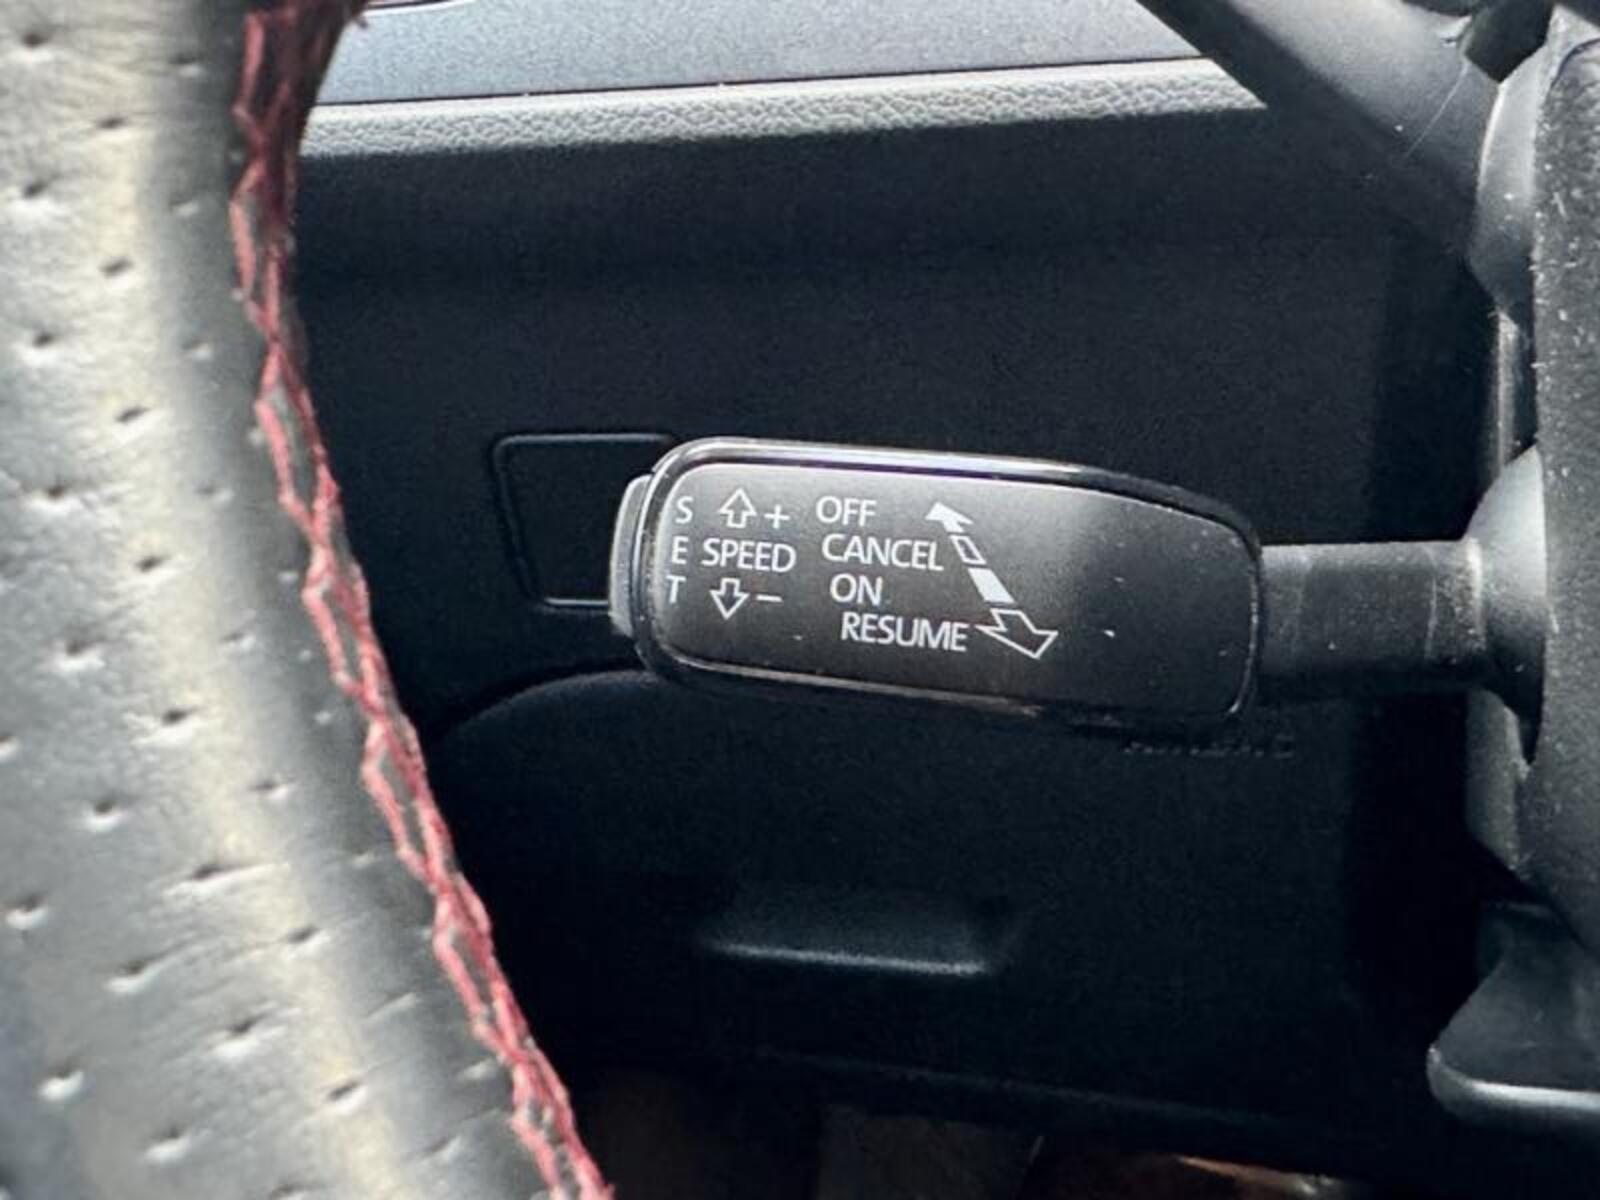 S + OFF
E SPEED CANCEL
T - ON
RESUME